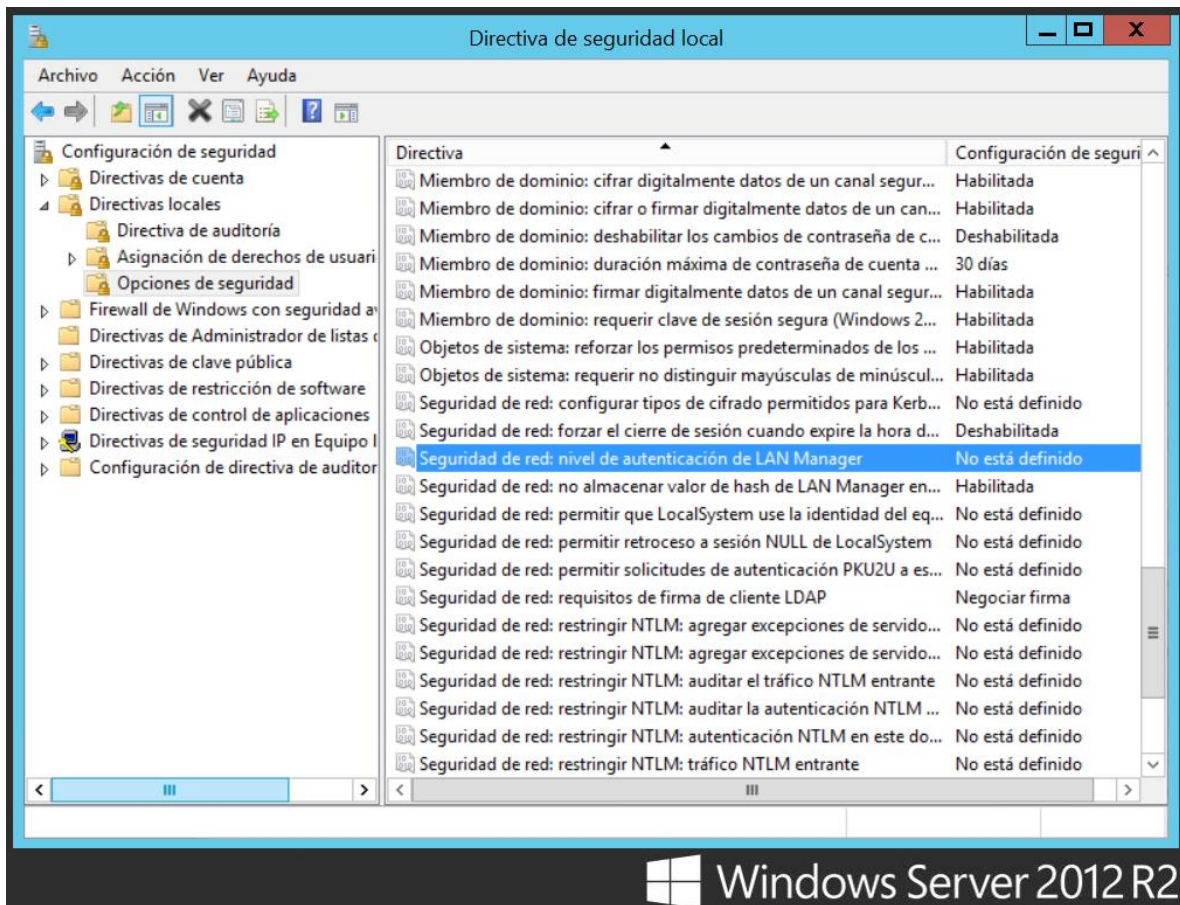 Directiva de seguridad local
Archivo Acción Ver Ayuda
Configuración de seguridad
Directivas de cuenta
Directivas locales
Directiva de auditoría
Asignación de derechos de usuari
Opciones de seguridad
Firewall de Windows con seguridad av
Directivas de Administrador de listas d
Directivas de clave pública
Directivas de restricción de software
Directivas de control de aplicaciones
Directivas de seguridad IP en Equipo l
Configuración de directiva de auditor
Directiva Configuración de seguri
Miembro de dominio: cifrar digitalmente datos de un canal segur... Habilitada
Miembro de dominio: cifrar o firmar digitalmente datos de un can... Habilitada
Miembro de dominio: deshabilitar los cambios de contraseña de c... Deshabilitada
Miembro de dominio: duración máxima de contraseña de cuenta ... 30 días
Miembro de dominio: firmar digitalmente datos de un canal segur... Habilitada
Miembro de dominio: requerir clave de sesión segura (Windows 2... Habilitada
Objetos de sistema: reforzar los permisos predeterminados de los ... Habilitada
Objetos de sistema: requerir no distinguir mayúsculas de minúscul... Habilitada
Seguridad de red: configurar tipos de cifrado permitidos para Kerb... No está definido
Seguridad de red: forzar el cierre de sesión cuando expire la hora d... Deshabilitada
Seguridad de red: nivel de autenticación de LAN Manager No está definido
Seguridad de red: no almacenar valor de hash de LAN Manager en... Habilitada
Seguridad de red: permitir que LocalSystem use la identidad del eq... No está definido
Seguridad de red: permitir retroceso a sesión NULL de LocalSystem No está definido
Seguridad de red: permitir solicitudes de autenticación PKU2U a es... No está definido
Seguridad de red: requisitos de firma de cliente LDAP Negociar firma
Seguridad de red: restringir NTLM: agregar excepciones de servido... No está definido
Seguridad de red: restringir NTLM: agregar excepciones de servido... No está definido
Seguridad de red: restringir NTLM: auditar el tráfico NTLM entrante No está definido
Seguridad de red: restringir NTLM: auditar la autenticación NTLM ... No está definido
Seguridad de red: restringir NTLM: autenticación NTLM en este do... No está definido
Seguridad de red: restringir NTLM: tráfico NTLM entrante No está definido
Windows Server 2012 R2